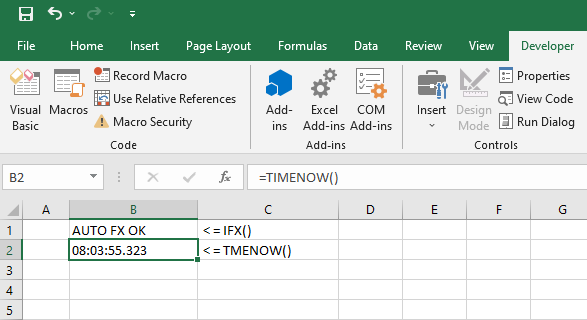 File Home Insert Page Layout Formulas Data Review View Developer
Visual Basic
Macros
Record Macro
Use Relative References
Macro Security
Code
Add-ins
Excel Add-ins
COM Add-ins
Add-ins
Insert
Design Mode
Properties
View Code
Run Dialog
Controls
B2 fx =TIMENOW()
A B C D E F G
1 AUTO FX OK < = IFX()
2 08:03:55.323 < = TMENOW()
3
4
5